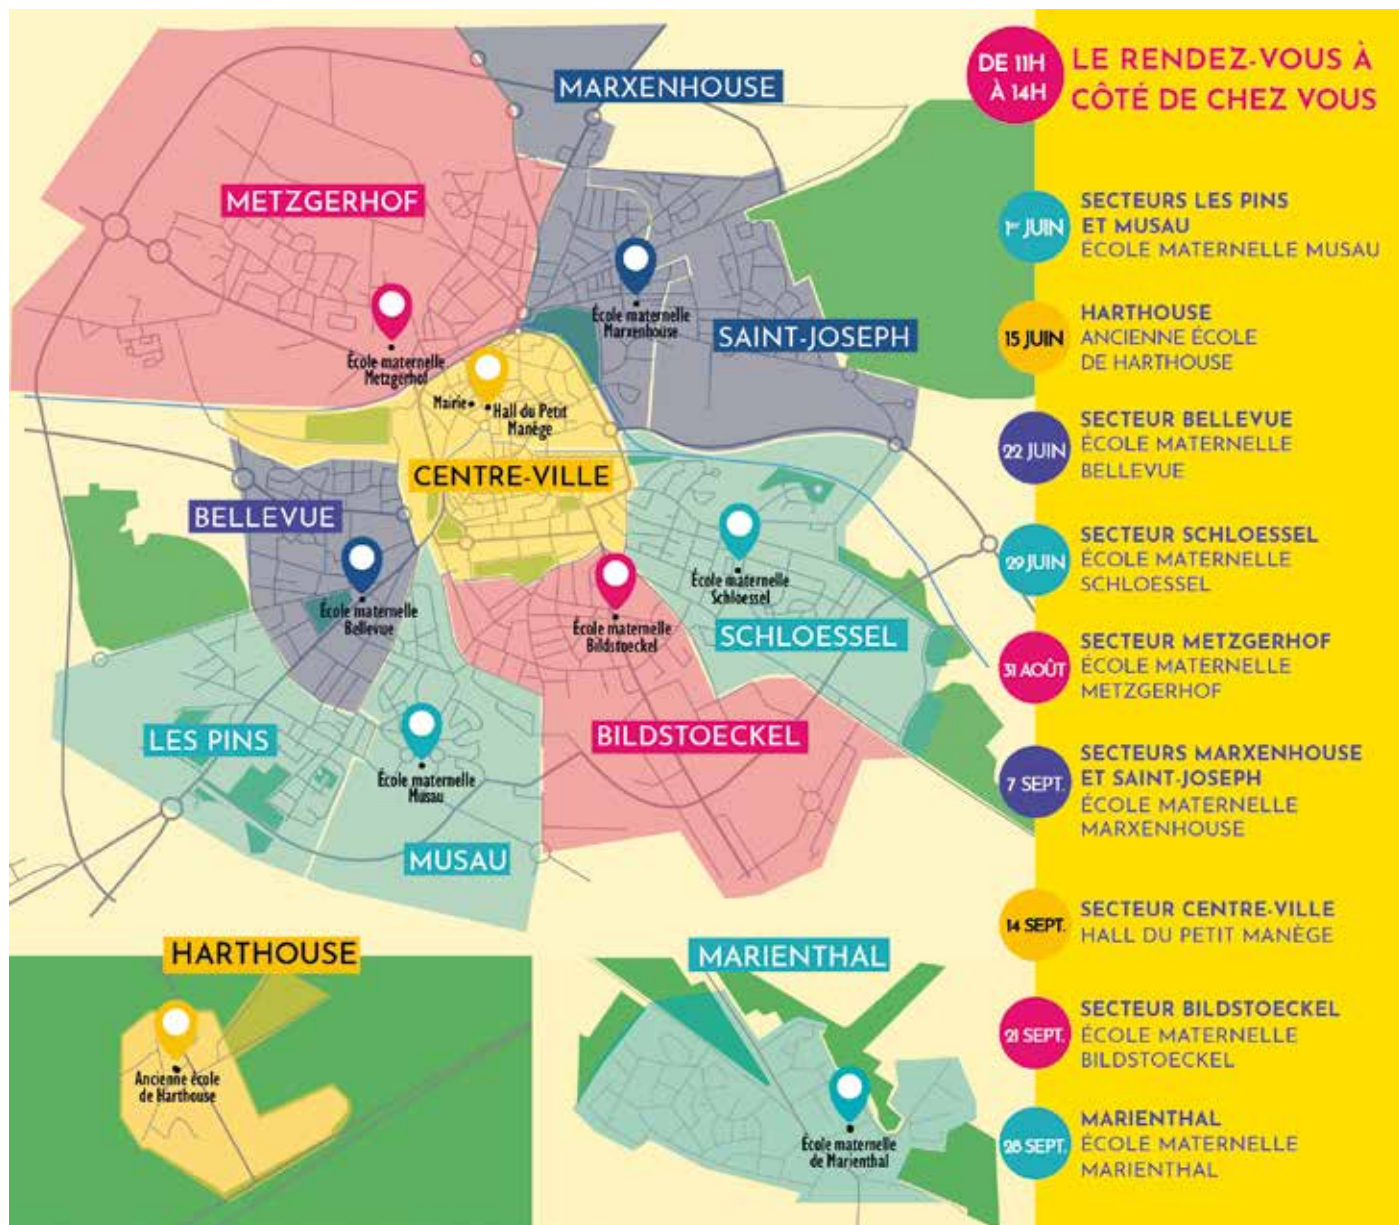 MARXENHOUSE
METZGERHOF
École maternelle
Marxenhouse
SAINT-JOSEPH
École maternelle
Metzgerhof
Mairie
Hall du Petit
Manège
CENTRE-VILLE
BELLEVUE
École maternelle
Bellevue
École maternelle
Schloessel
SCHLOESSEL
École maternelle
Bildstoeckel
BILDSTOECKEL
LES PINS
École maternelle
Musau
MUSAU
HARTHOUSE
Ancienne école
de Harthouse
MARIENTHAL
École maternelle
de Marienthal
DE 11H
À 14H
LE RENDEZ-VOUS À
CÔTÉ DE CHEZ VOUS
1er JUIN
SECTEURS LES PINS
ET MUSAU
ÉCOLE MATERNELLE MUSAU
15 JUIN
HARTHOUSE
ANCIENNE ÉCOLE
DE HARTHOUSE
22 JUIN
SECTEUR BELLEVUE
ÉCOLE MATERNELLE
BELLEVUE
29 JUIN
SECTEUR SCHLOESSEL
ÉCOLE MATERNELLE
SCHLOESSEL
31 AOÛT
SECTEUR METZGERHOF
ÉCOLE MATERNELLE
METZGERHOF
7 SEPT.
SECTEURS MARXENHOUSE
ET SAINT-JOSEPH
ÉCOLE MATERNELLE
MARXENHOUSE
14 SEPT.
SECTEUR CENTRE-VILLE
HALL DU PETIT MANÈGE
21 SEPT.
SECTEUR BILDSTOECKEL
ÉCOLE MATERNELLE
BILDSTOECKEL
28 SEPT.
MARIENTHAL
ÉCOLE MATERNELLE
MARIENTHAL